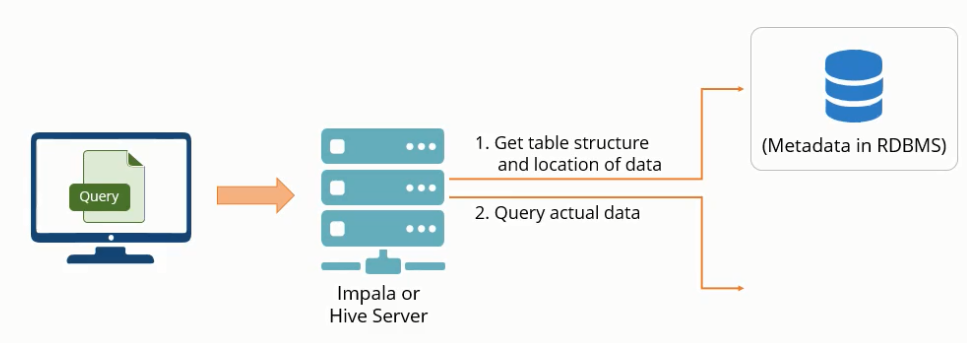 Query
Impala or
Hive Server
1. Get table structure
and location of data
2. Query actual data
(Metadata in RDBMS)